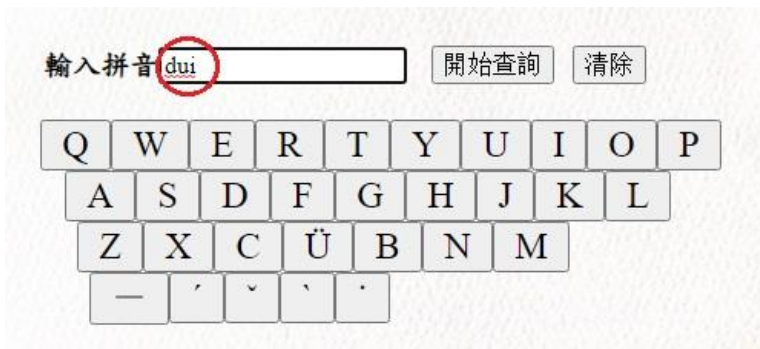 輸入拼音 dui 開始查詢 清除
Q W E R T Y U I O P
A S D F G H J K L
Z X C Ü B N M
— ˊ ˇ ˋ ˙